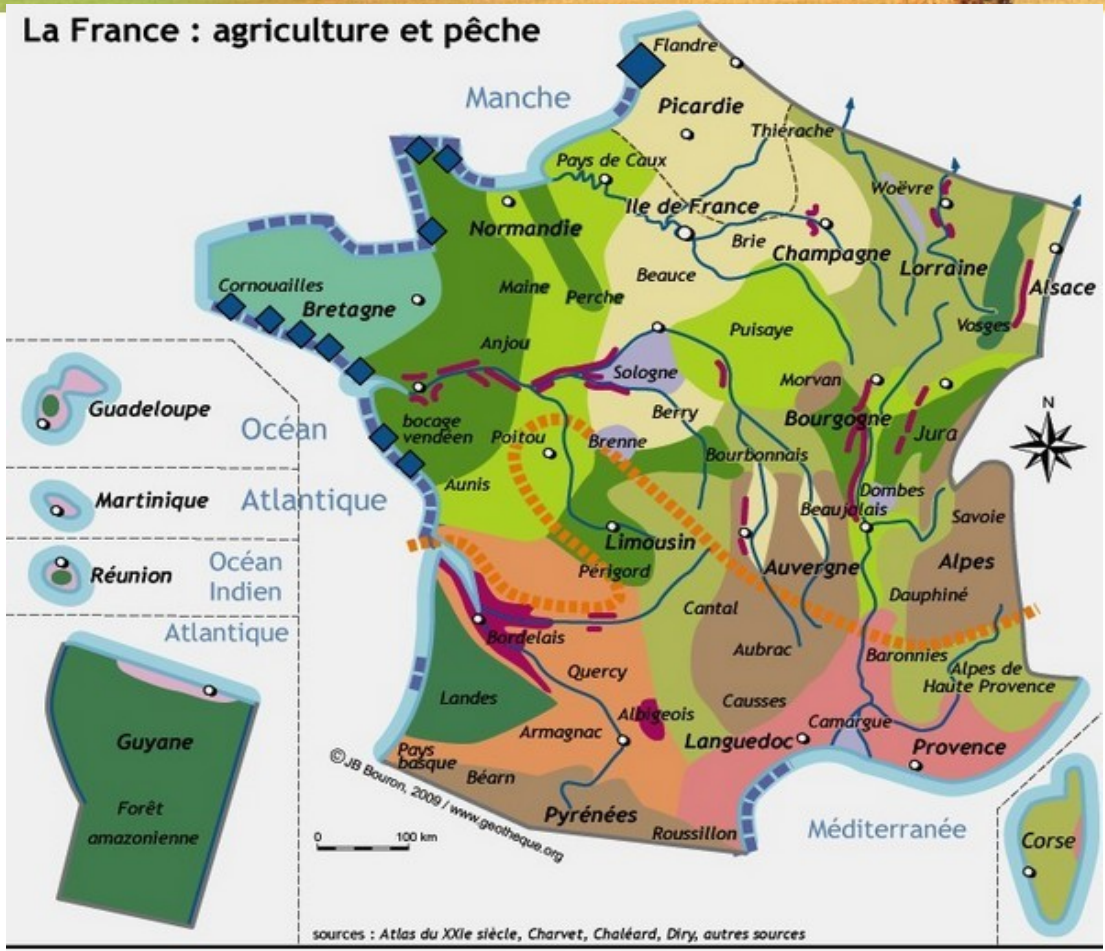 La France : agriculture et pêche
Flandre
Manche
Picardie
Thiérache
Pays de Caux
Woëvre
Ile de France
Normandie
Brie
Champagne
Beauce
Lorraine
Cornouailles
Maine
Perche
Alsace
Bretagne
Vosges
Puisaye
Anjou
Sologne
Morvan
Guadeloupe
Océan
Atlantique
bocage
vendéen
Poitou
Berry
Bourgogne
Jura
N
Brenne
Bourbonnais
Aunis
Dombes
Beaujolais
Martinique
Savoie
Limousin
Alpes
Océan
Indien
Réunion
Périgord
Auvergne
Dauphiné
Cantal
Atlantique
Bordelais
Aubrac
Baronnies
Alpes de
Haute Provence
Quercy
Landes
Causses
Albigeois
Camargue
Armagnac
Languedoc
Provence
Guyane
Pays
basque
Béarn
Forêt
amazonienne
Pyrénées
Roussillon
Méditerranée
Corse
© JB Bouron, 2009 / www.geotheque.org
0 100 km
sources : Atlas du XXIe siècle, Charvet, Chaléard, Diry, autres sources